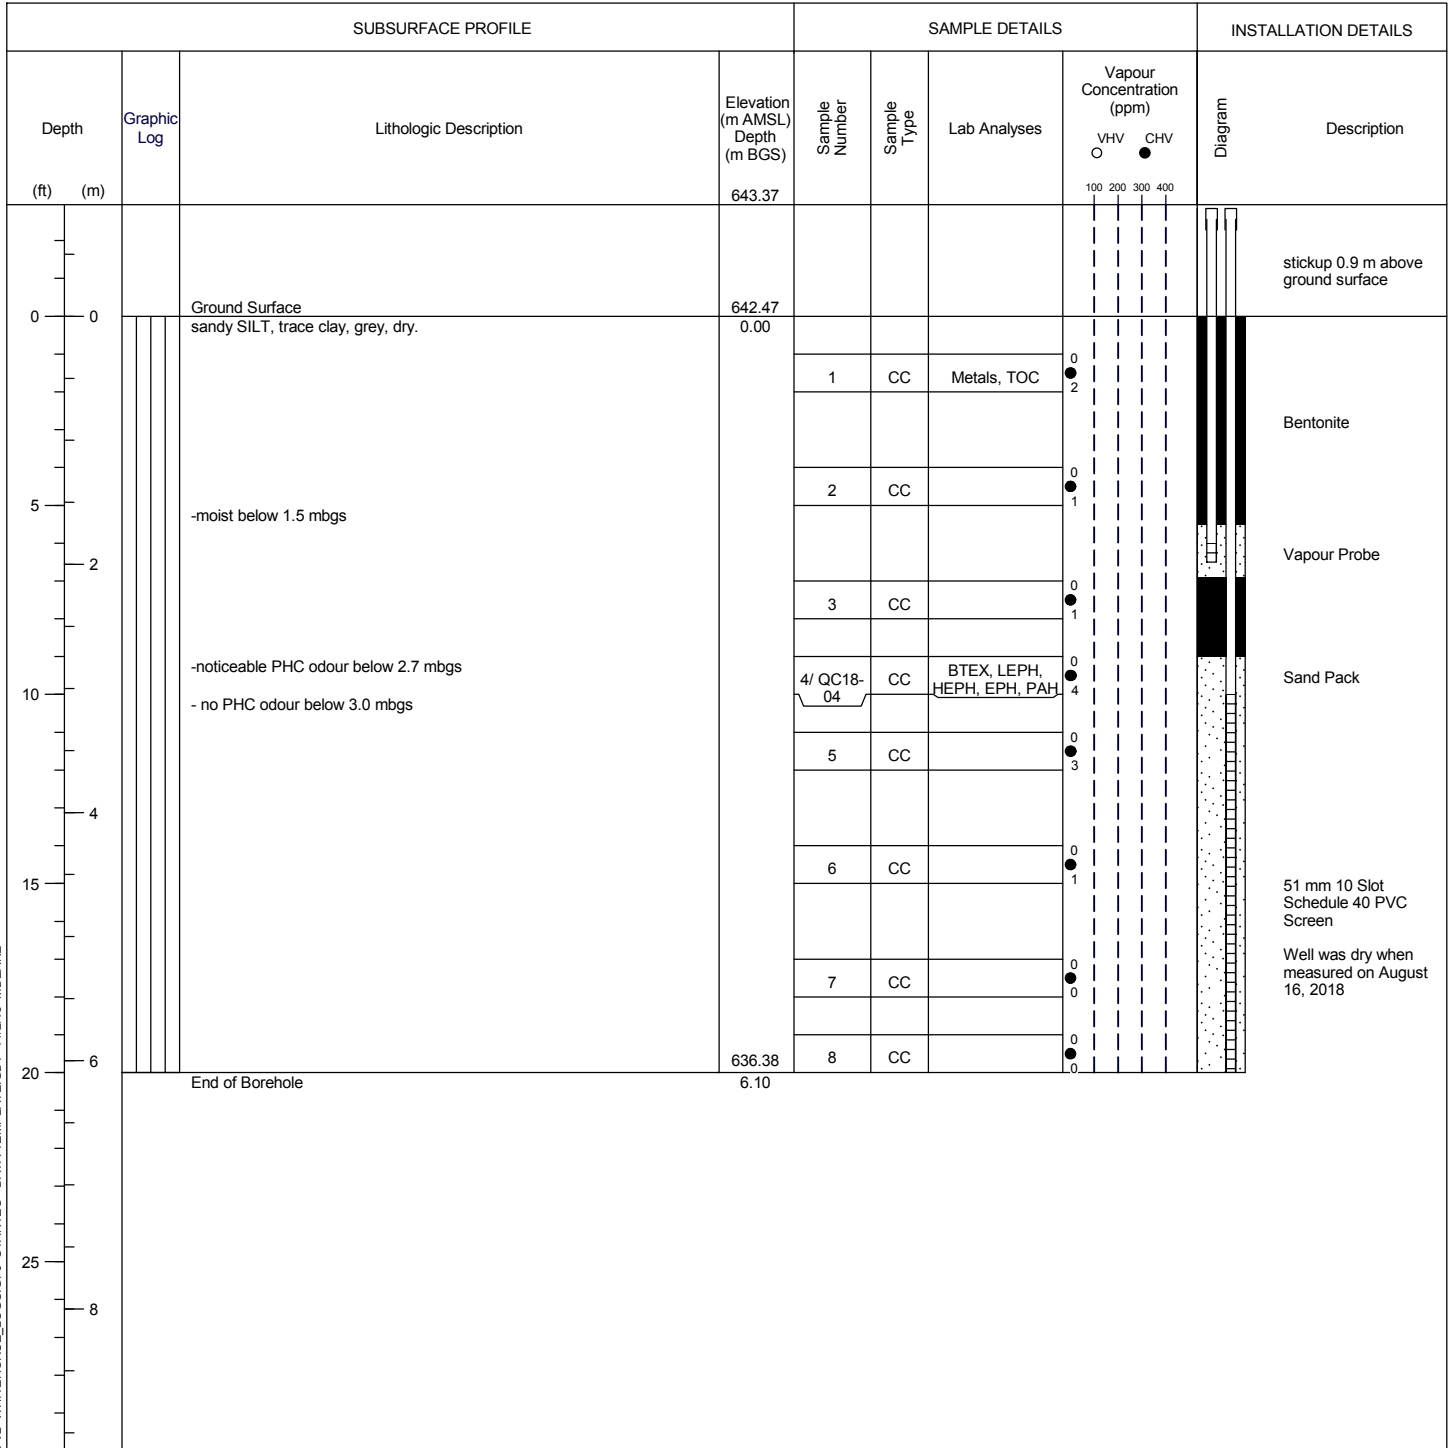 SUBSURFACE PROFILE
SAMPLE DETAILS
INSTALLATION DETAILS
Depth
(ft) (m)
Graphic
Log
Lithologic Description
Elevation
(m AMSL)
Depth
(m BGS)
643.37
Sample
Number
Sample
Type
Lab Analyses
Vapour
Concentration
(ppm)
VHV CHV
100 200 300 400
Diagram
Description
stickup 0.9 m above
ground surface
Ground Surface
642.47
0 0
sandy SILT, trace clay, grey, dry.
0.00
0
1 CC Metals, TOC
2
Bentonite
0
2 CC
1
5
-moist below 1.5 mbgs
Vapour Probe
2
0
3 CC
1
-noticeable PHC odour below 2.7 mbgs
0
4/ QC18-
04
CC
BTEX, LEPH,
HEPH, EPH, PAH
4
Sand Pack
10
- no PHC odour below 3.0 mbgs
0
5 CC
3
4
0
6 CC
1
15
51 mm 10 Slot
Schedule 40 PVC
Screen
Well was dry when
measured on August
16, 2018
0
7 CC
0
0
8 CC
0
6
636.38
20
End of Borehole
6.10
25
8